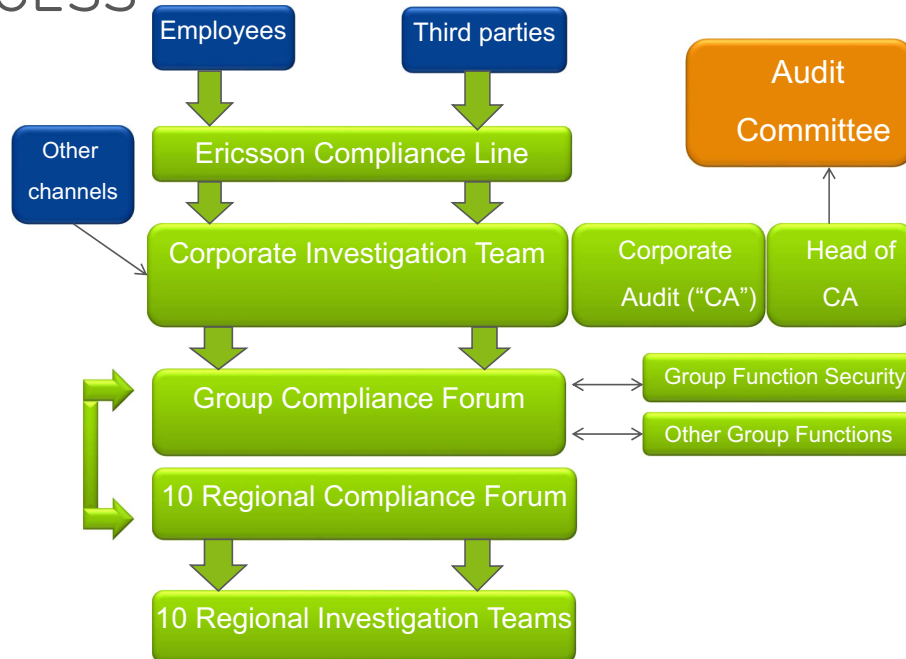 Employees
Third parties
Audit
Committee
Ericsson Compliance Line
Other
channels
Corporate Investigation Team
Corporate
Audit (“CA”)
Head of
CA
Group Compliance Forum
Group Function Security
Other Group Functions
10 Regional Compliance Forum
10 Regional Investigation Teams